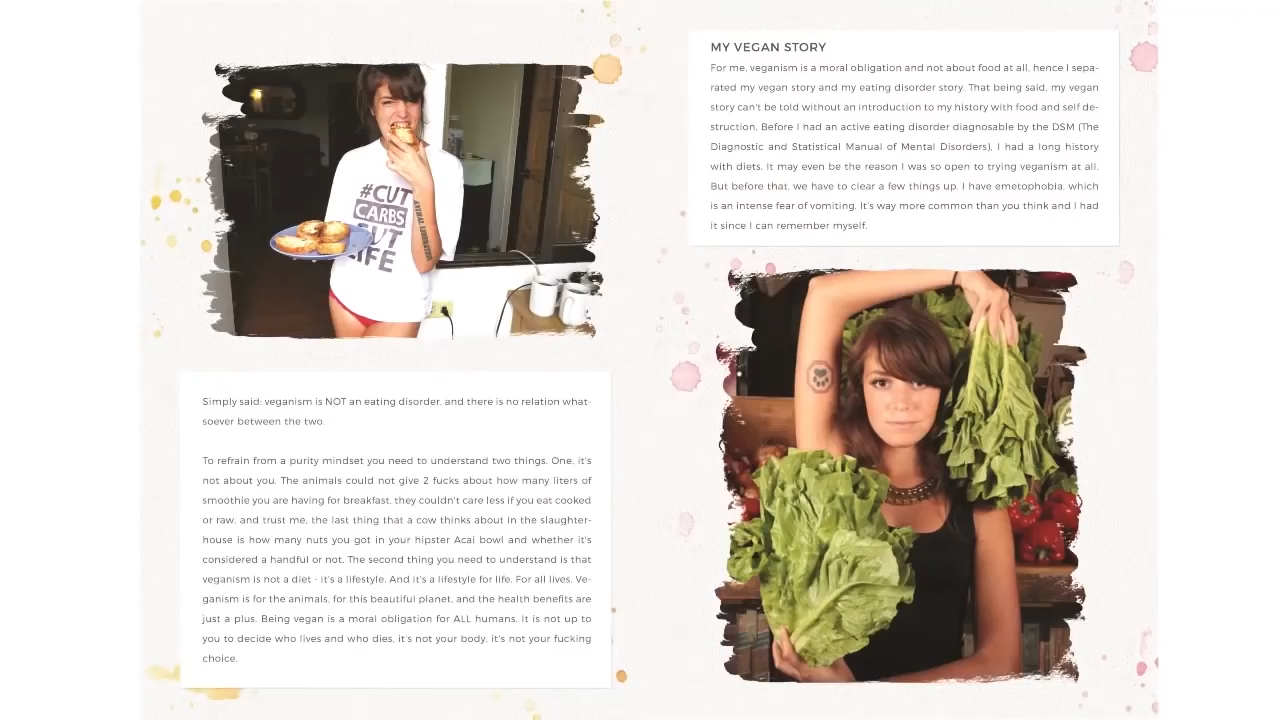 #CUT
CARBS
CUT
LIFE
Simply said: veganism is NOT an eating disorder, and there is no relation what-
soever between the two.
To refrain from a purity mindset you need to understand two things. One, it's
not about you. The animals could not give 2 fucks about how many liters of
smoothie you are having for breakfast, they couldn't care less if you eat cooked
or raw, and trust me, the last thing that a cow thinks about in the slaughter-
house is how many nuts you got in your hipster Acai bowl and whether it's
considered a handful or not. The second thing you need to understand is that
veganism is not a diet - it's a lifestyle. And it's a lifestyle for life. For all lives. Ve-
ganism is for the animals, for this beautiful planet, and the health benefits are
just a plus. Being vegan is a moral obligation for ALL humans. It is not up to
you to decide who lives and who dies, it's not your body, it's not your fucking
choice.
MY VEGAN STORY
For me, veganism is a moral obligation and not about food at all, hence I sepa-
rated my vegan story and my eating disorder story. That being said, my vegan
story can't be told without an introduction to my history with food and self de-
struction. Before I had an active eating disorder diagnosable by the DSM (The
Diagnostic and Statistical Manual of Mental Disorders), I had a long history
with diets. It may even be the reason I was so open to trying veganism at all.
But before that, we have to clear a few things up. I have emetophobia, which
is an intense fear of vomiting. It's way more common than you think and I had
it since I can remember myself.